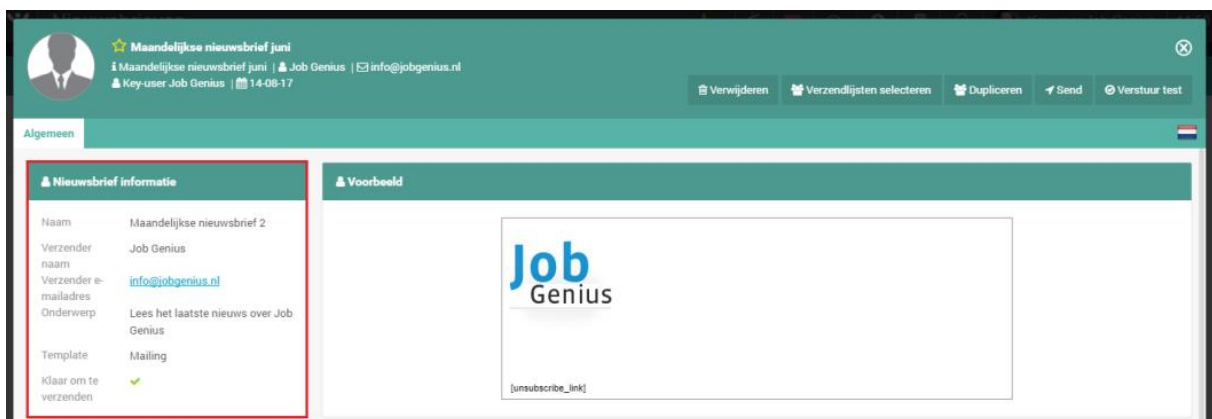 Maandelijkse nieuwsbrief juni
Maandelijkse nieuwsbrief juni | Job Genius | info@jobgenius.nl
Key-user Job Genius | 14-08-17
Verwijderen Verzendlijsten selecteren Dupliceren Send Verstuur test
Algemeen
Nieuwsbrief informatie
Naam Maandelijkse nieuwsbrief 2
Verzender naam Job Genius
Verzender e-mailadres info@jobgenius.nl
Onderwerp Lees het laatste nieuws over Job
Genius
Template Mailing
Klaar om te
verzenden
Voorbeeld
Job
Genius
[unsubscribe_link]